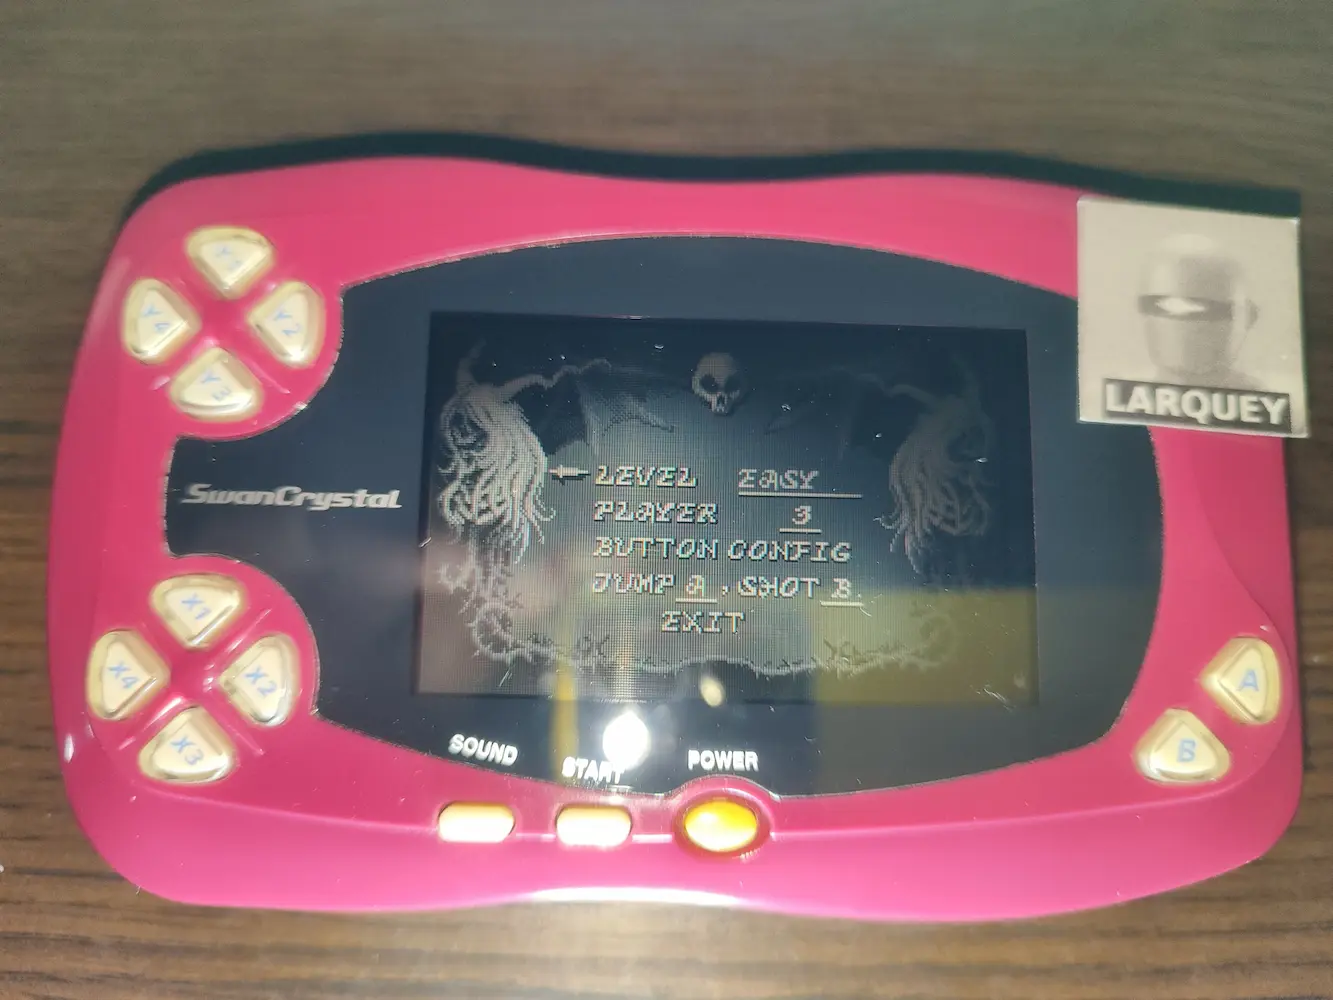 Y1
Y4
Y2
Y3
LARQUEY
SwanCrystal
LEVEL EASY
PLAYER 3
BUTTON CONFIG
JUMP A, SHOT B
EXIT
X1
X4
X2
X3
A
B
SOUND
START
POWER